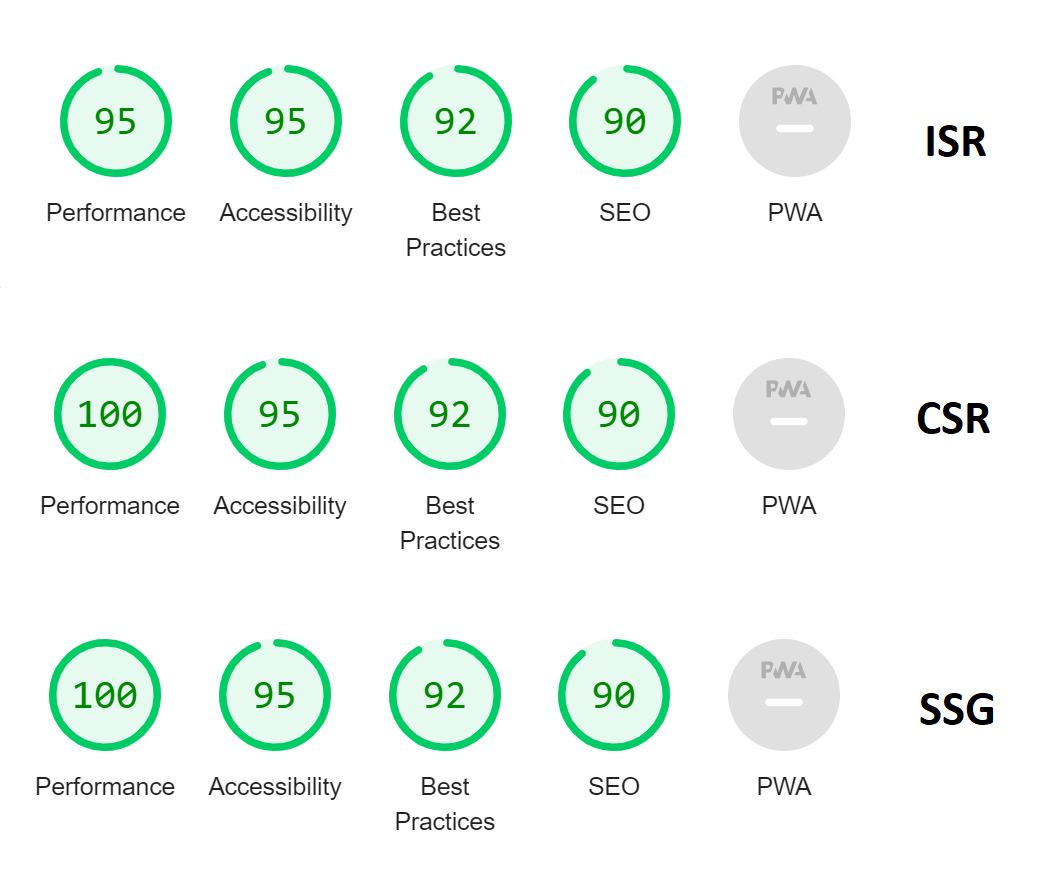 95 95 92 90 PWA
ISR
Performance Accessibility Best SEO PWA
Practices
100 95 92 90 PWA
CSR
Performance Accessibility Best SEO PWA
Practices
100 95 92 90 PWA
SSG
Performance Accessibility Best SEO PWA
Practices